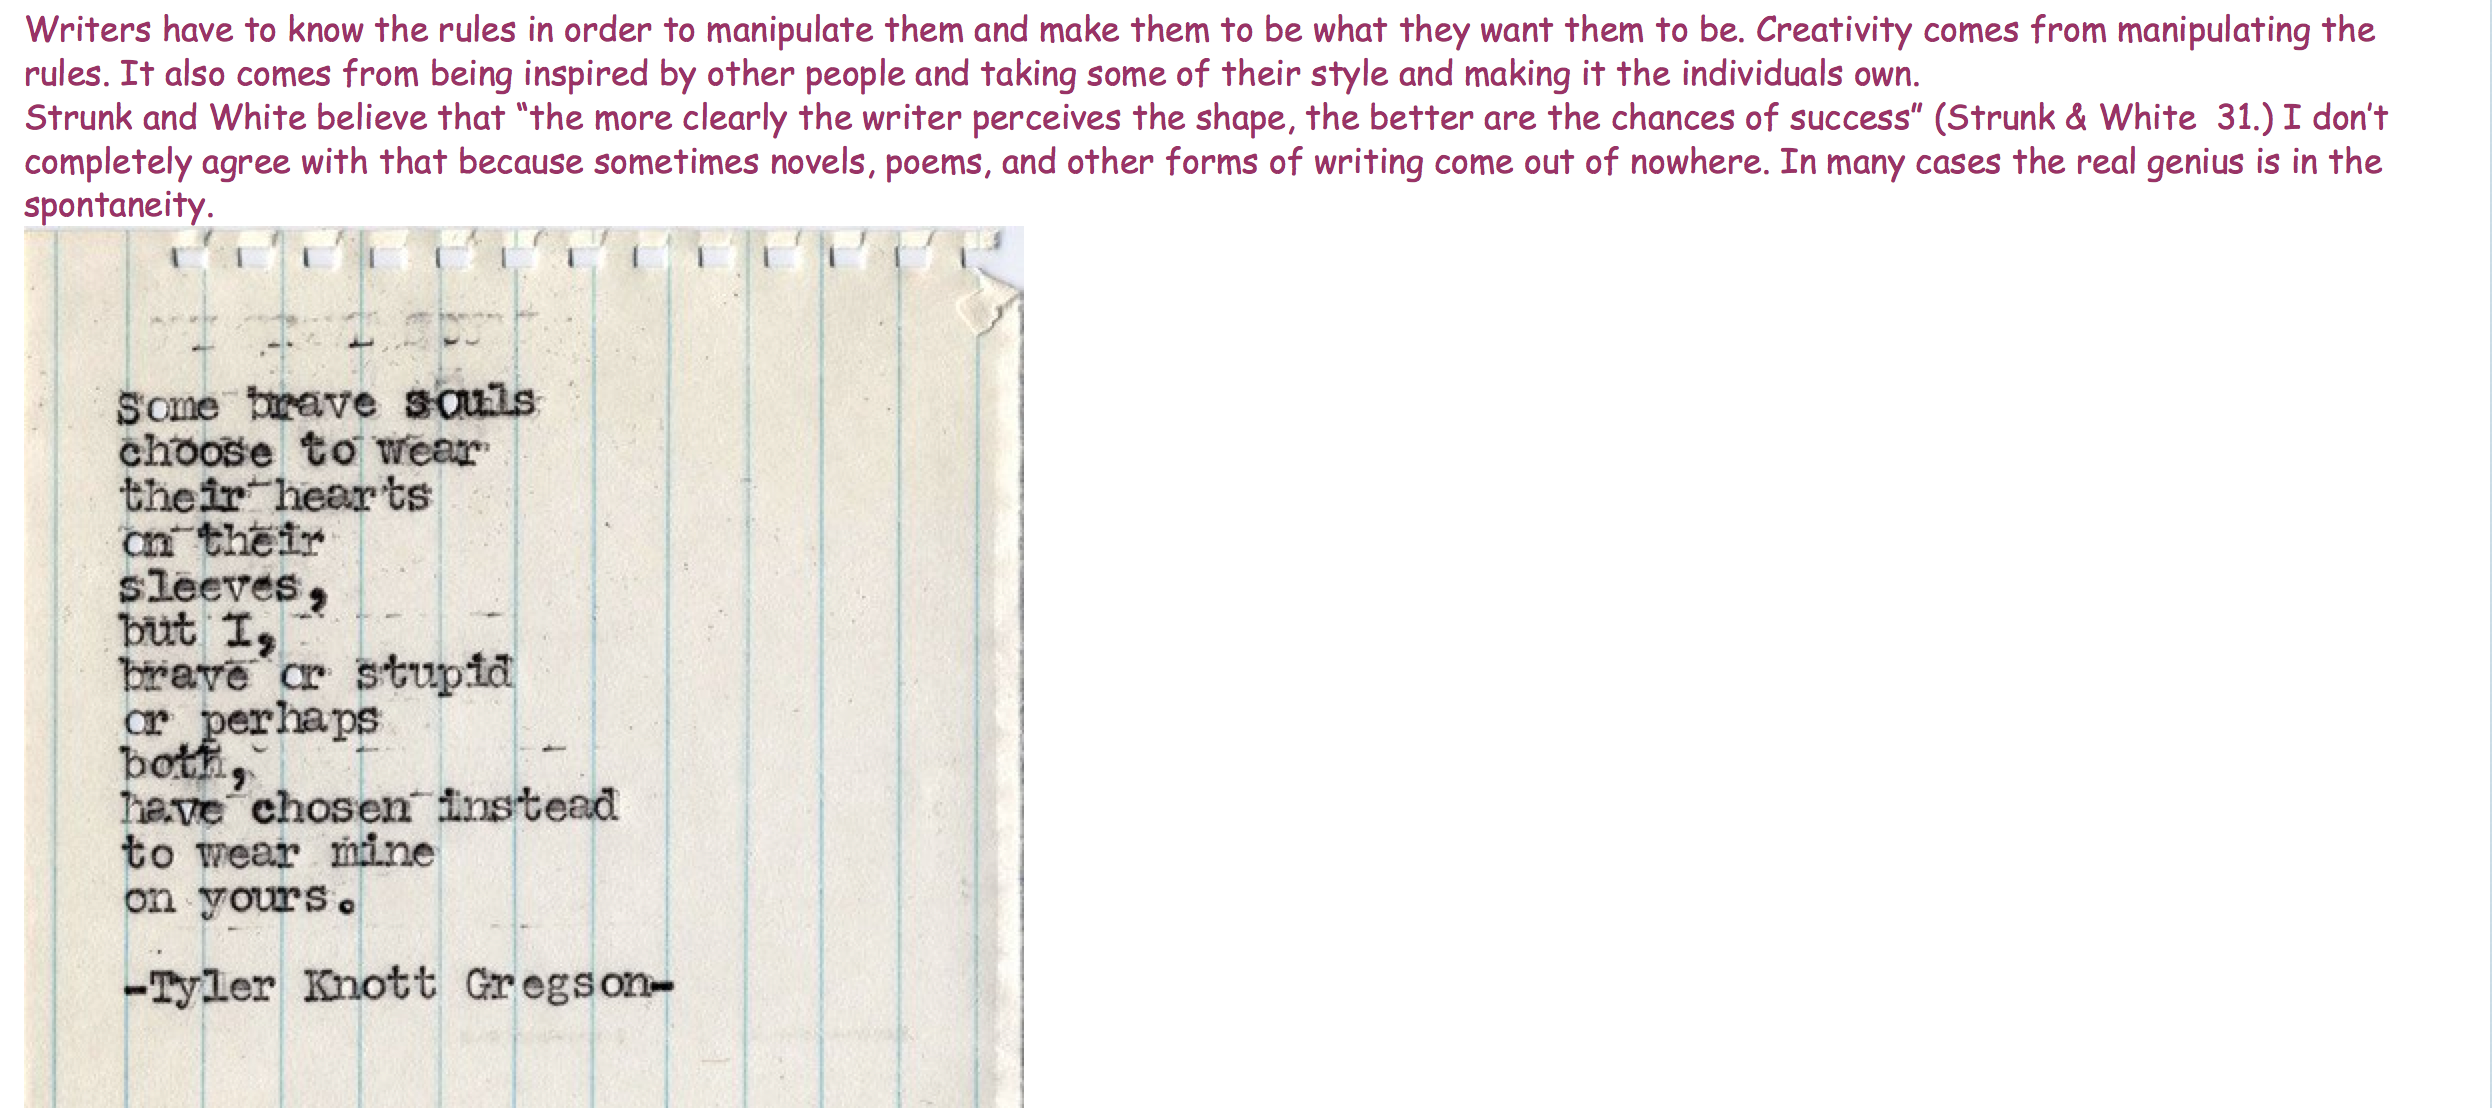 Writers have to know the rules in order to manipulate them and make them to be what they want them to be. Creativity comes from manipulating the
rules. It also comes from being inspired by other people and taking some of their style and making it the individuals own.
Strunk and White believe that “the more clearly the writer perceives the shape, the better are the chances of success” (Strunk & White  31.) I don’t
completely agree with that because sometimes novels, poems, and other forms of writing come out of nowhere. In many cases the real genius is in the
spontaneity.
Some brave souls
choose to wear
their hearts
on their
sleeves,
but I,
brave or stupid
or perhaps
both,
have chosen instead
to wear mine
on yours.
-Tyler Knott Gregson-